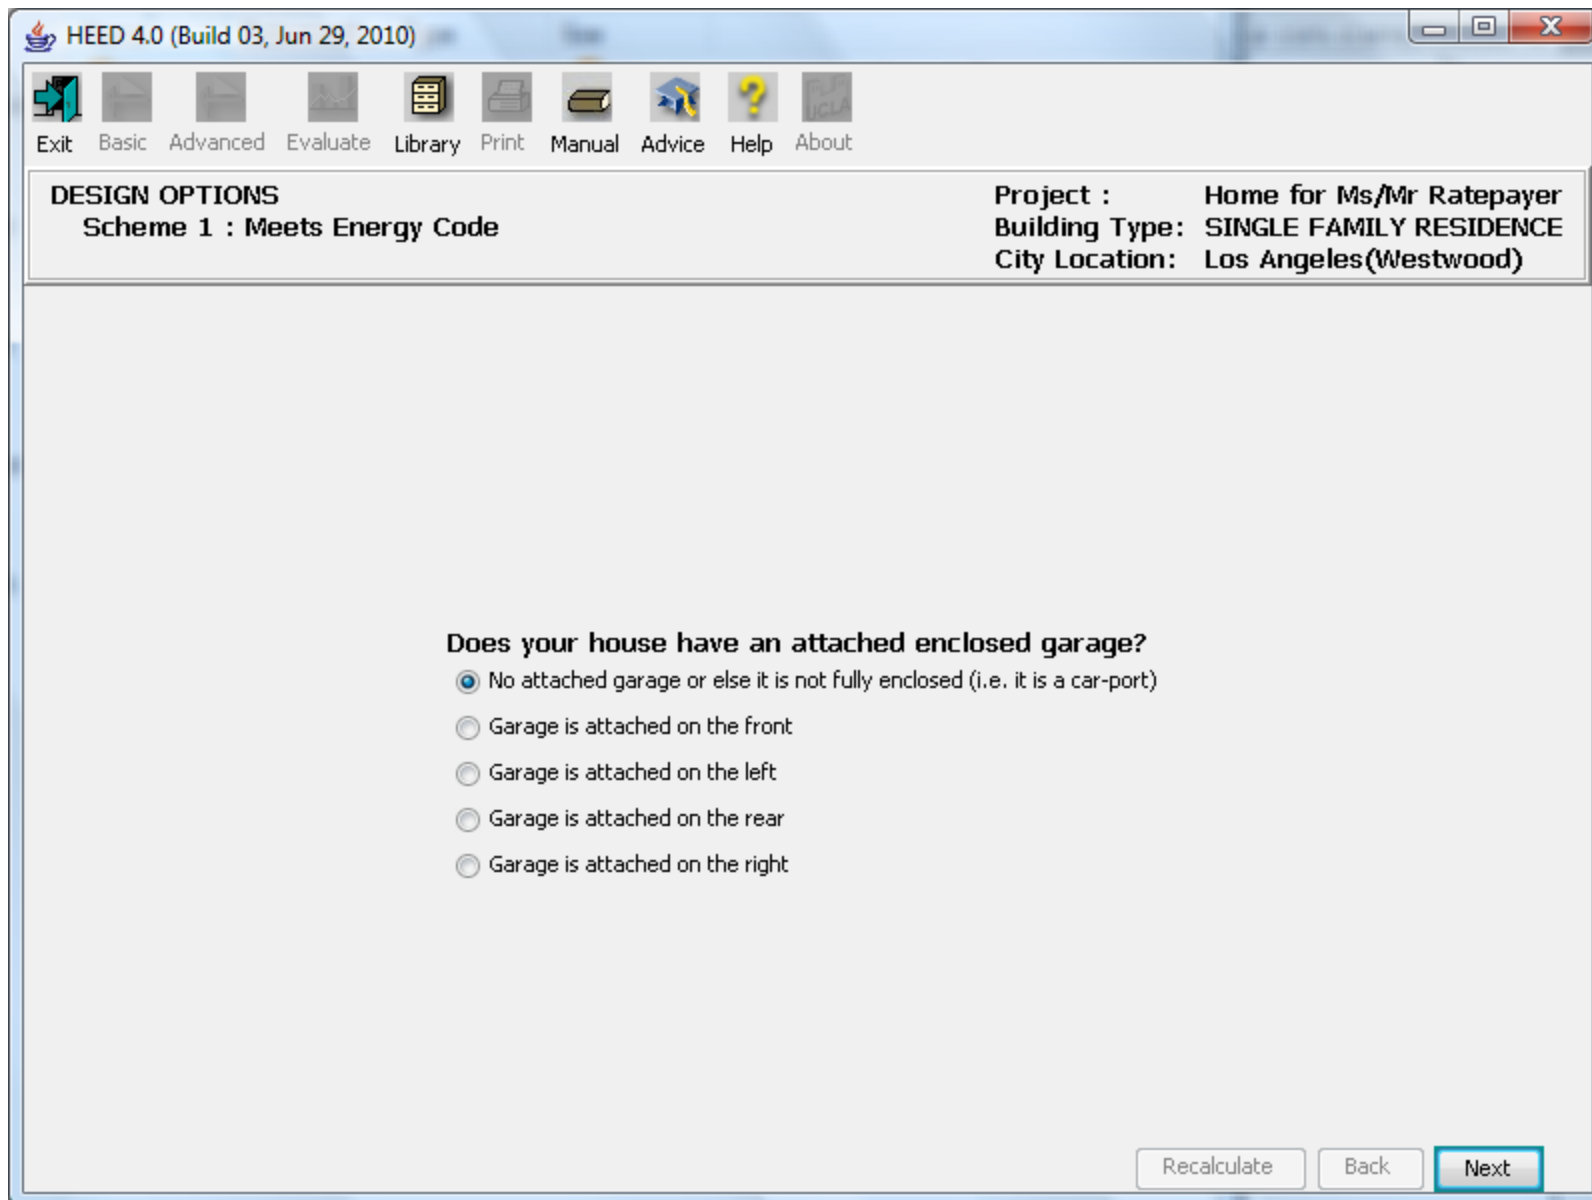 HEED 4.0 (Build 03, Jun 29, 2010)
Exit Basic Advanced Evaluate Library Print Manual Advice Help About
DESIGN OPTIONS
Scheme 1 : Meets Energy Code
Project : Home for Ms/Mr Ratepayer
Building Type: SINGLE FAMILY RESIDENCE
City Location: Los Angeles(Westwood)
Does your house have an attached enclosed garage?
No attached garage or else it is not fully enclosed (i.e. it is a car-port)
Garage is attached on the front
Garage is attached on the left
Garage is attached on the rear
Garage is attached on the right
Recalculate Back Next